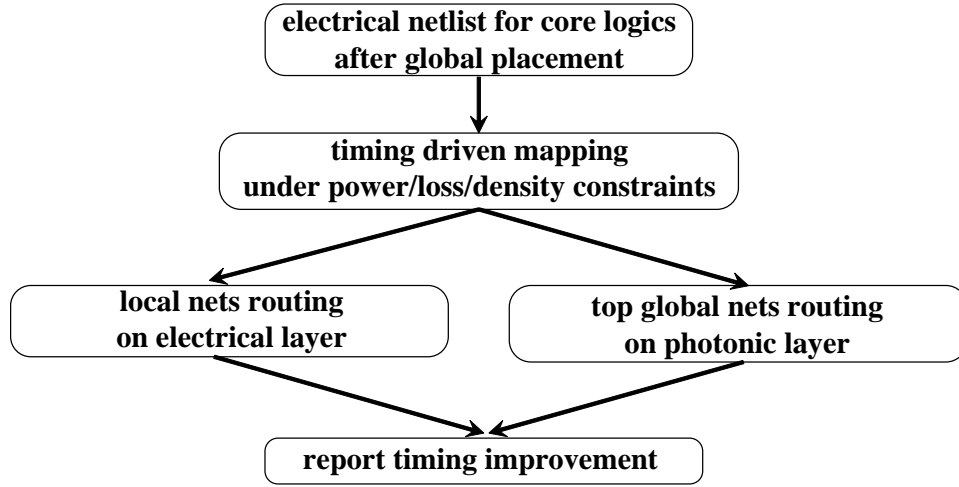 electrical netlist for core logics
after global placement
timing driven mapping
under power/loss/density constraints
local nets routing
on electrical layer
top global nets routing
on photonic layer
report timing improvement